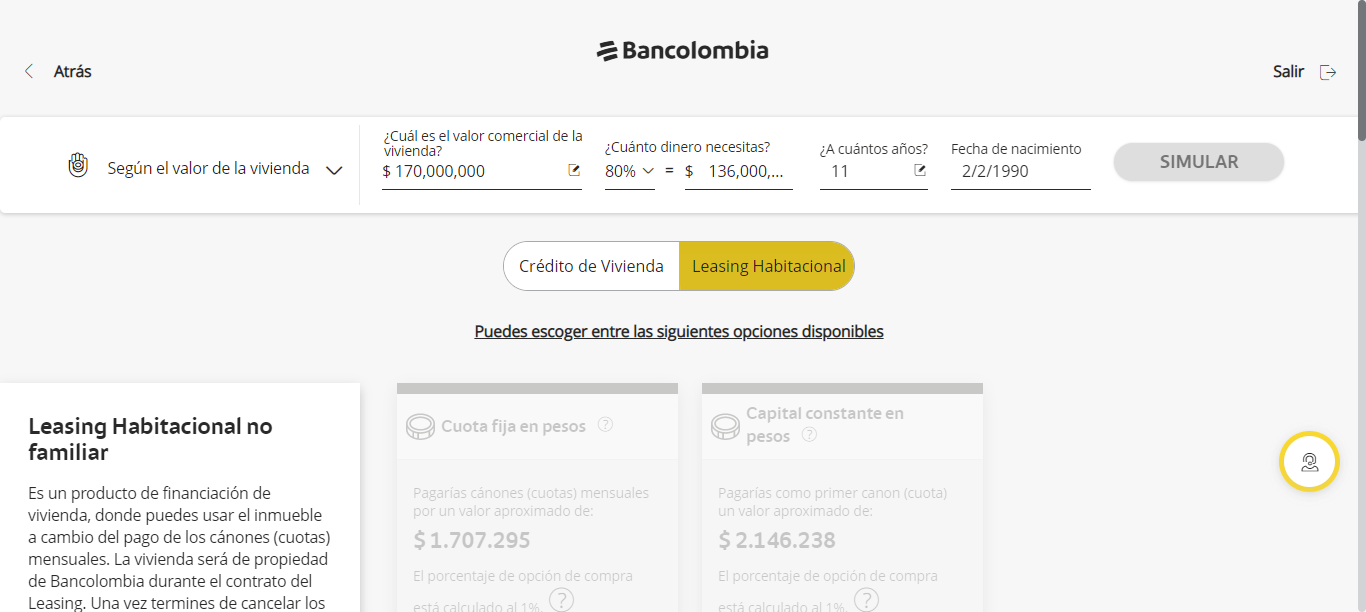 Bancolombia
Atrás
Salir
Según el valor de la vivienda
¿Cuál es el valor comercial de la
vivienda?
$ 170,000,000
¿Cuánto dinero necesitas?
80% = $ 136,000,...
¿A cuántos años?
11
Fecha de nacimiento
2/2/1990
SIMULAR
Crédito de Vivienda
Leasing Habitacional
Puedes escoger entre las siguientes opciones disponibles
Leasing Habitacional no
familiar
Es un producto de financiación de
vivienda, donde puedes usar el inmueble
a cambio del pago de los cánones (cuotas)
mensuales. La vivienda será de propiedad
de Bancolombia durante el contrato del
Leasing. Una vez termines de cancelar los
Cuota fija en pesos ?
Pagarías cánones (cuotas) mensuales
por un valor aproximado de:
$ 1.707.295
El porcentaje de opción de compra
está calculado al 1%. ?
Capital constante en
pesos ?
Pagarías como primer canon (cuota)
un valor aproximado de:
$ 2.146.238
El porcentaje de opción de compra
está calculado al 1%. ?